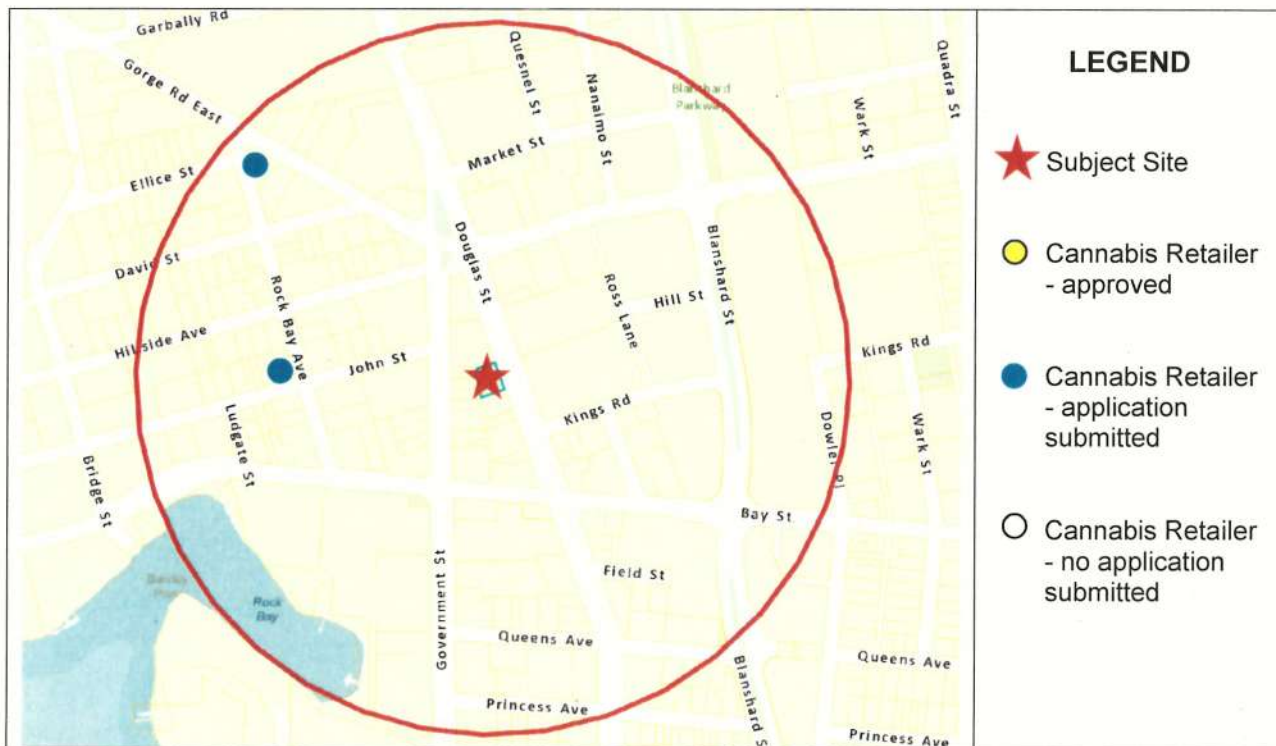 Garbally Rd
Gorge Rd East
Quesnel St
Nanaimo St
Blanshard
Parkway
Quadra St
Wark St
Market St
Ellice St
David St
Douglas St
Blanshard St
Rock Bay Ave
Ross Lane
Hill St
Hillside Ave
John St
Kings Rd
Kings Rd
Ludgate St
Dowler Pl
Wark St
Bridge St
Bay St
Government St
Field St
Rock
Bay
Queens Ave
Queens Ave
Blanshard S
Princess Ave
Princess Ave
LEGEND
Subject Site
Cannabis Retailer
- approved
Cannabis Retailer
- application
submitted
Cannabis Retailer
- no application
submitted